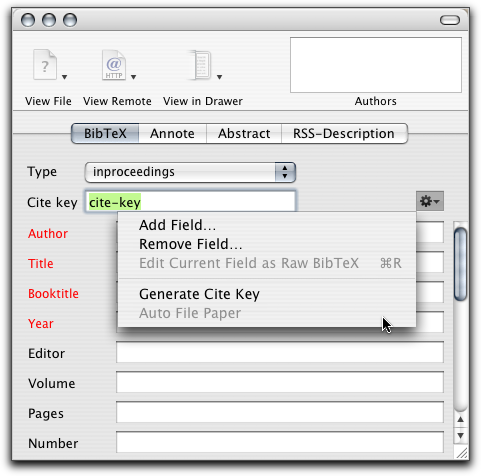 ?
@
HTTP
View File
View Remote
View in Drawer
Authors
BibTeX
Annote
Abstract
RSS-Description
Type
inproceedings
Cite key
cite-key
Add Field...
Author
Remove Field...
Title
Edit Current Field as Raw BibTeX ⌘R
Booktitle
Generate Cite Key
Auto File Paper
Year
Editor
Volume
Pages
Number